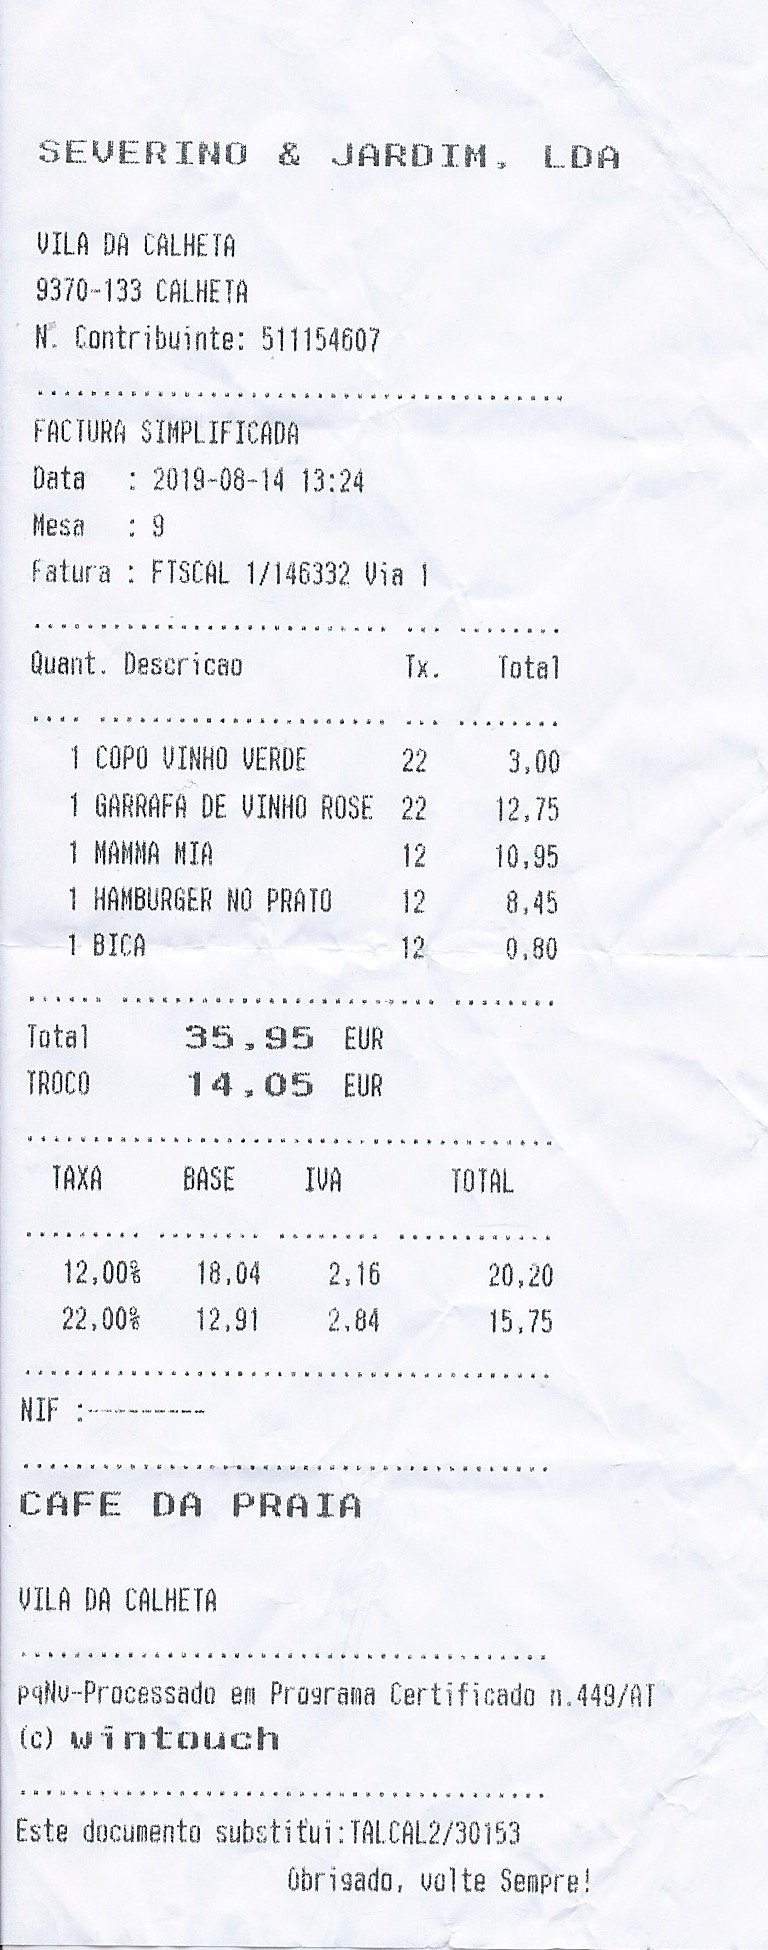 SEVERINO & JARDIM, LDA
VILA DA CALHETA
9370-133 CALHETA
N. Contribuinte: 511154607
FACTURA SIMPLIFICADA
Data : 2019-08-14 13:24
Mesa : 9
Fatura : FTSCAL 1/146332 Via 1
Quant. Descricao Tx. Total
1 COPO VINHO VERDE 22 3,00
1 GARRAFA DE VINHO ROSE 22 12,75
1 MAMMA MIA 12 10,95
1 HAMBURGER NO PRATO 12 8,45
1 BICA 12 0,80
Total 35,95 EUR
TROCO 14,05 EUR
TAXA BASE IVA TOTAL
12,00% 18,04 2,16 20,20
22,00% 12,91 2,84 15,75
NIF :---------
CAFE DA PRAIA
VILA DA CALHETA
pqNv-Processado em Programa Certificado n.449/AT
(c) wintouch
Este documento substitui:TALCAL2/30153
Obrigado, volte Sempre!